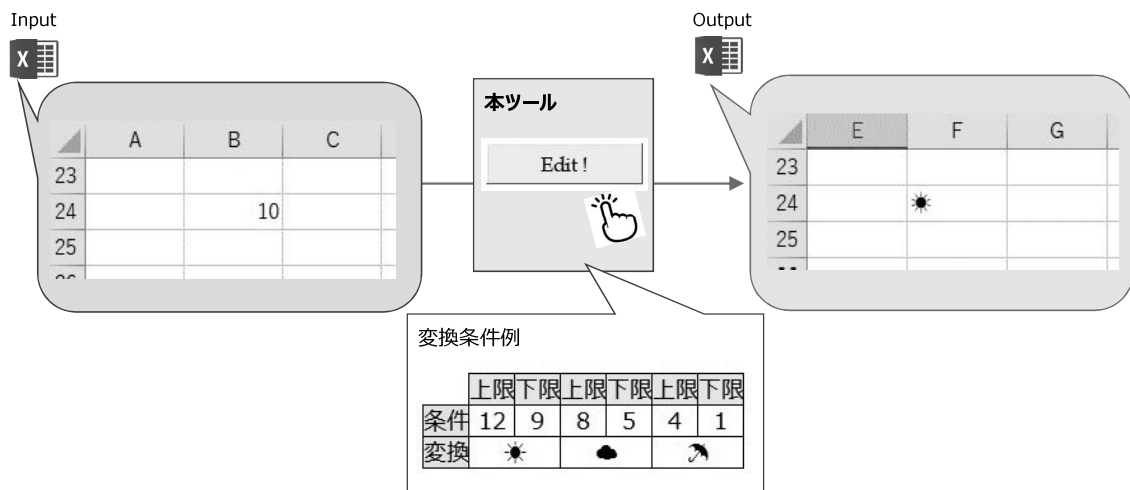 Input
Output
X
X
本ツール
Edit !
A B C
23
24 10
25
E F G
23
24 ☀
25
変換条件例
上限 下限 上限 下限 上限 下限
条件 12 9 8 5 4 1
変換 ☀ ☁ ☂